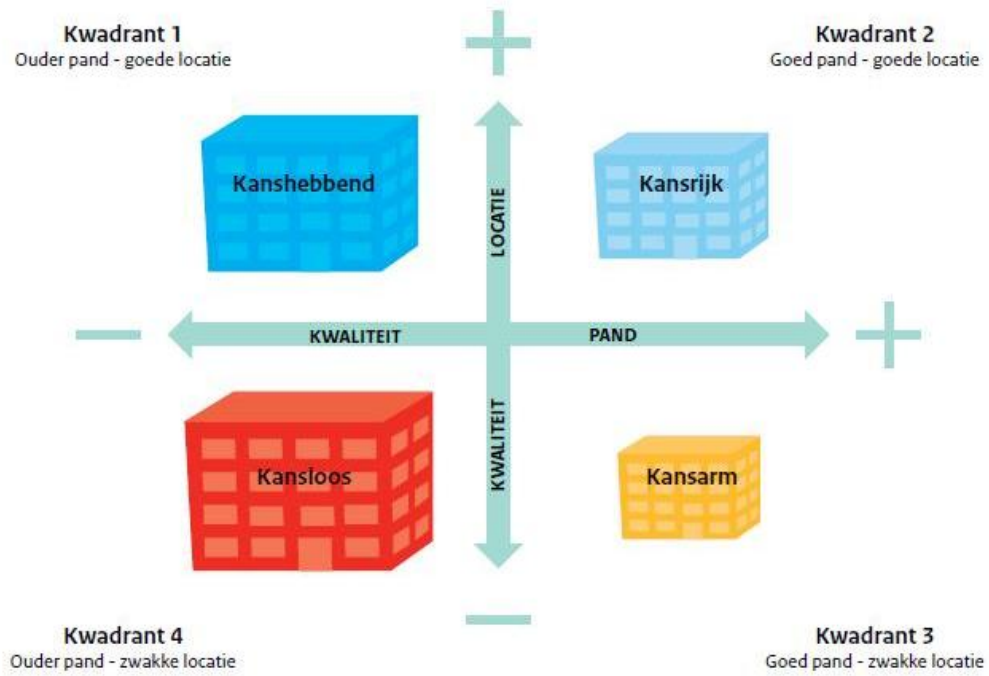 Kwadrant 1
Ouder pand - goede locatie
Kwadrant 2
Goed pand - goede locatie
Kanshebbend
Kansrijk
LOCATIE
KWALITEIT
PAND
KWALITEIT
Kansloos
Kansarm
Kwadrant 4
Ouder pand - zwakke locatie
Kwadrant 3
Goed pand - zwakke locatie